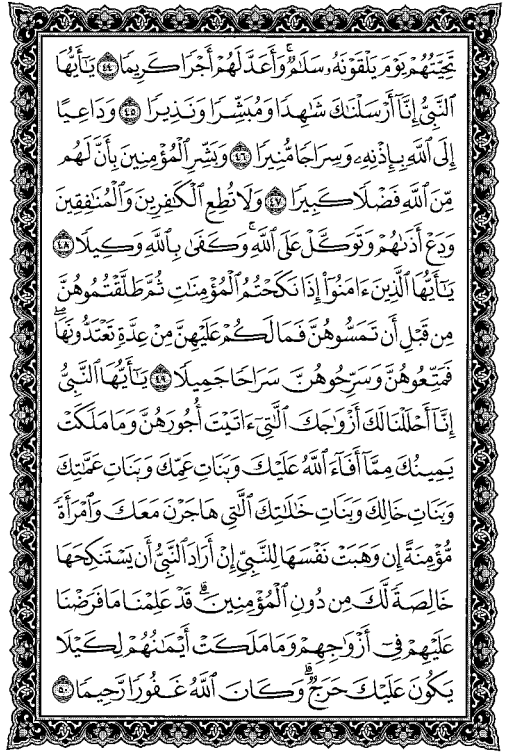 تَحِيَّتُهُمْ يَوْمَ يَلْقَوْنَهُۥ سَلَٰمٌۚ وَأَعَدَّ لَهُمْ أَجْرًا كَرِيمًا ٤٤ يَٰٓأَيُّهَا
ٱلنَّبِيُّ إِنَّآ أَرْسَلْنَٰكَ شَٰهِدًا وَمُبَشِّرًا وَنَذِيرًا ٤٥ وَدَاعِيًا
إِلَى ٱللَّهِ بِإِذْنِهِۦ وَسِرَاجًا مُّنِيرًا ٤٦ وَبَشِّرِ ٱلْمُؤْمِنِينَ بِأَنَّ لَهُم
مِّنَ ٱللَّهِ فَضْلًا كَبِيرًا ٤٧ وَلَا تُطِعِ ٱلْكَٰفِرِينَ وَٱلْمُنَٰفِقِينَ
وَدَعْ أَذَىٰهُمْ وَتَوَكَّلْ عَلَى ٱللَّهِۚ وَكَفَىٰ بِٱللَّهِ وَكِيلًا ٤٨
يَٰٓأَيُّهَا ٱلَّذِينَ ءَامَنُوٓا۟ إِذَا نَكَحْتُمُ ٱلْمُؤْمِنَٰتِ ثُمَّ طَلَّقْتُمُوهُنَّ
مِن قَبْلِ أَن تَمَسُّوهُنَّ فَمَا لَكُمْ عَلَيْهِنَّ مِنْ عِدَّةٍ تَعْتَدُّونَهَاۖ
فَمَتِّعُوهُنَّ وَسَرِّحُوهُنَّ سَرَاحًا جَمِيلًا ٤٩ يَٰٓأَيُّهَا ٱلنَّبِيُّ
إِنَّآ أَحْلَلْنَا لَكَ أَزْوَٰجَكَ ٱلَّٰتِيٓ ءَاتَيْتَ أُجُورَهُنَّ وَمَا مَلَكَتْ
يَمِينُكَ مِمَّآ أَفَآءَ ٱللَّهُ عَلَيْكَ وَبَنَاتِ عَمِّكَ وَبَنَاتِ عَمَّٰتِكَ
وَبَنَاتِ خَالِكَ وَبَنَاتِ خَٰلَٰتِكَ ٱلَّٰتِي هَاجَرْنَ مَعَكَ وَٱمْرَأَةً
مُّؤْمِنَةً إِن وَهَبَتْ نَفْسَهَا لِلنَّبِيِّ إِنْ أَرَادَ ٱلنَّبِيُّ أَن يَسْتَنكِحَهَا
خَالِصَةً لَّكَ مِن دُونِ ٱلْمُؤْمِنِينَۗ قَدْ عَلِمْنَا مَا فَرَضْنَا
عَلَيْهِمْ فِيٓ أَزْوَٰجِهِمْ وَمَا مَلَكَتْ أَيْمَٰنُهُمْ لِكَيْلَا
يَكُونَ عَلَيْكَ حَرَجٌۗ وَكَانَ ٱللَّهُ غَفُورًا رَّحِيمًا ٥٠